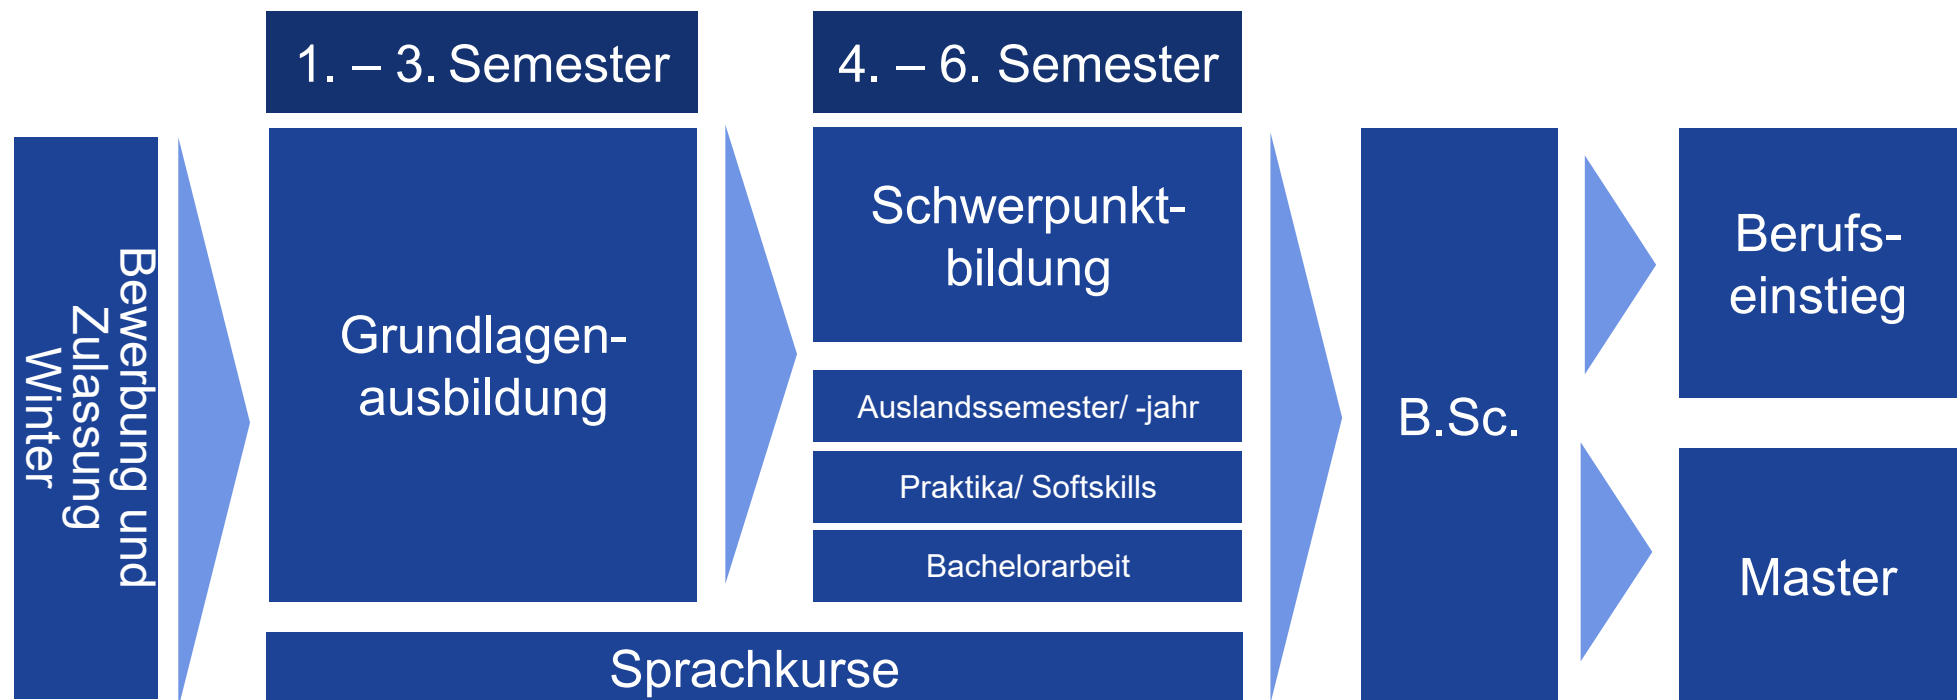 1. – 3. Semester
4. – 6. Semester
Bewerbung und
Zulassung
Winter
Grundlagen-
ausbildung
Schwerpunkt-
bildung
Auslandssemester/ -jahr
Praktika/ Softskills
Bachelorarbeit
Sprachkurse
B.Sc.
Berufs-
einstieg
Master